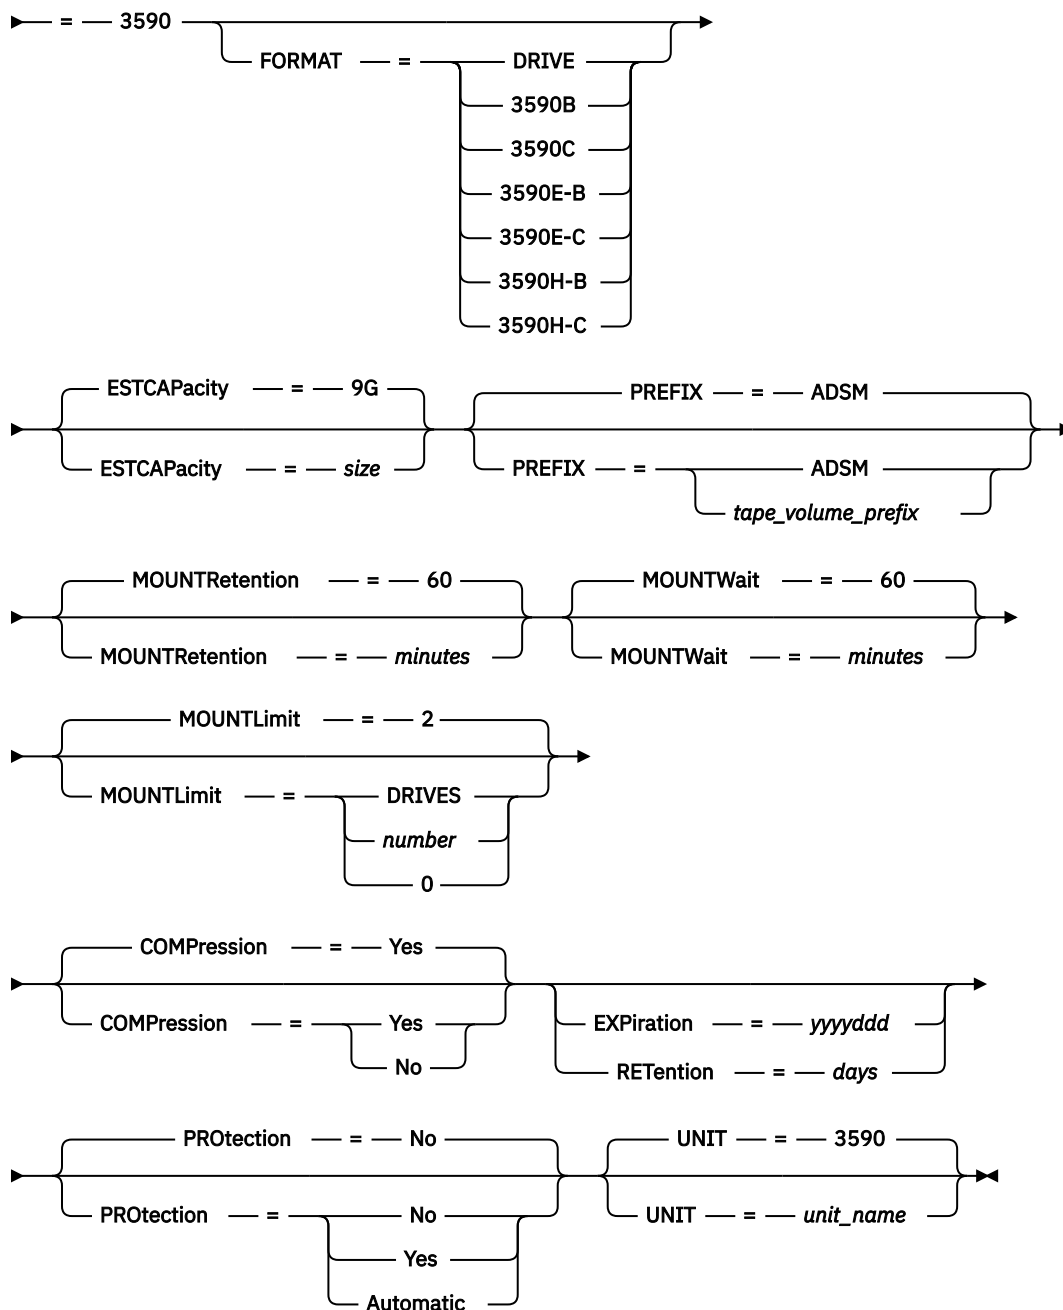 = 3590
FORMAT = DRIVE
3590B
3590C
3590E-B
3590E-C
3590H-B
3590H-C
ESTCAPacity = 9G PREFIX = ADSM
ESTCAPacity = size PREFIX = ADSM
tape_volume_prefix
MOUNTRetention = 60 MOUNTWait = 60
MOUNTRetention = minutes MOUNTWait = minutes
MOUNTLimit = 2
MOUNTLimit = DRIVES
number
0
COMPression = Yes
COMPression = Yes EXPiration = yyyyddd
No RETention = days
PROtection = No UNIT = 3590
PROtection = No UNIT = unit_name
Yes
Automatic